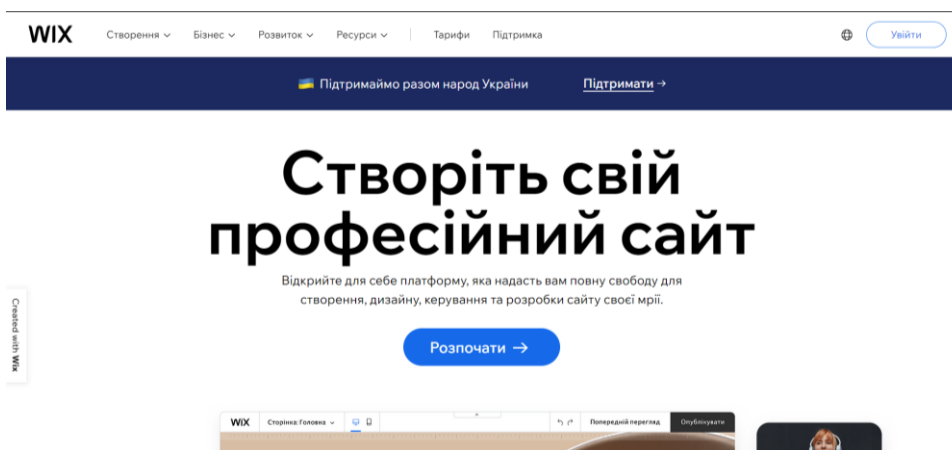 WIX Створення Бізнес Розвиток Ресурси Тарифи Підтримка Увійти
Підтримаймо разом народ України Підтримати →
Створіть свій
професійний сайт
Відкрийте для себе платформу, яка надасть вам повну свободу для
створення, дизайну, керування та розробки сайту своєї мрії.
Розпочати →
Created with Wix
WIX Сторінка: Головна Попередній перегляд Опублікувати